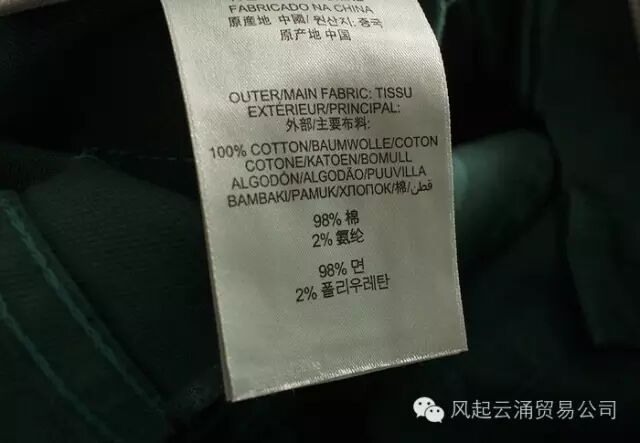 FABRICADO NA CHINA
原産地 中國/ 원산지: 중국
原产地 中国
OUTER/MAIN FABRIC: TISSU
EXTÉRIEUR/PRINCIPAL:
外部/主要布料:
100% COTTON/BAUMWOLLE/COTON
COTONE/KATOEN/BOMULL
ALGODÓN/ALGODÃO/PUUVILLA
BAMBAKI/PAMUK/ХЛОПОК/棉/قطن
98% 棉
2% 氨纶
98% 면
2% 폴리우레탄
风起云涌贸易公司